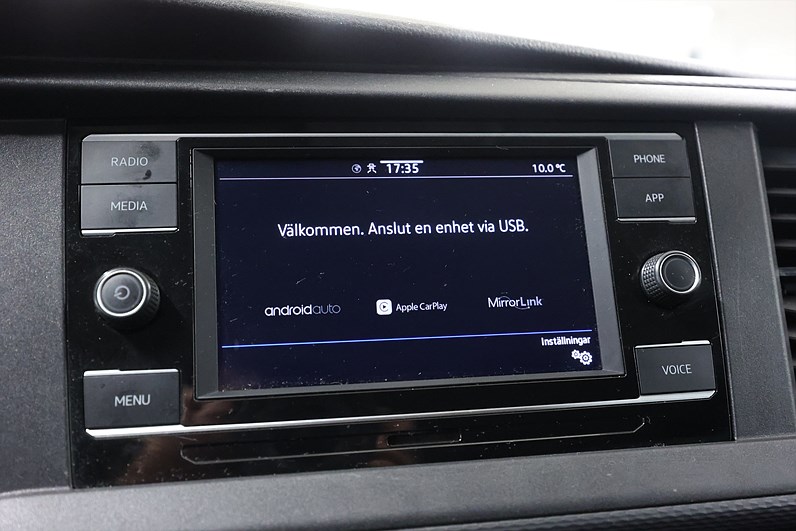 RADIO
MEDIA
MENU
17:35
10.0 °C
Välkommen. Anslut en enhet via USB.
androidauto
Apple CarPlay
MirrorLink
Inställningar
PHONE
APP
VOICE